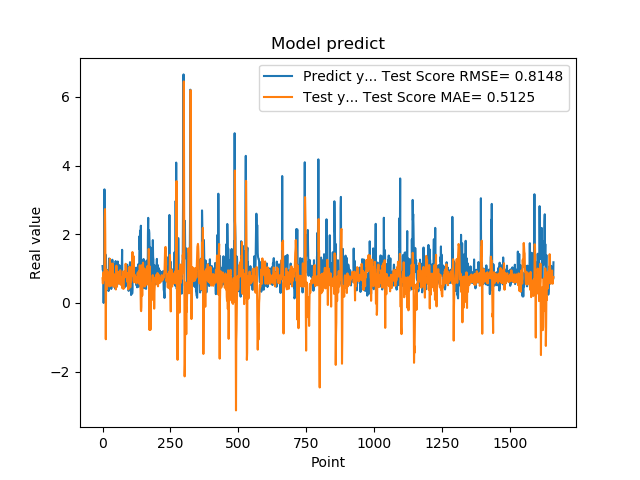 Model predict
Predict y... Test Score RMSE= 0.8148
Test y... Test Score MAE= 0.5125
Real value
6
4
2
0
−2
0 250 500 750 1000 1250 1500
Point